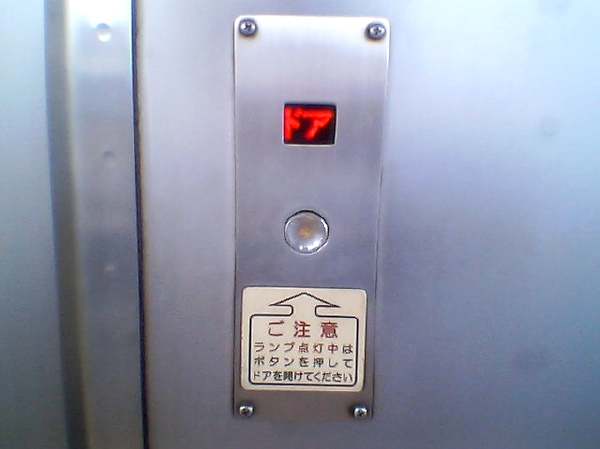 ドア
ご注意
ランプ点灯中は
ボタンを押して
ドアを開けてください